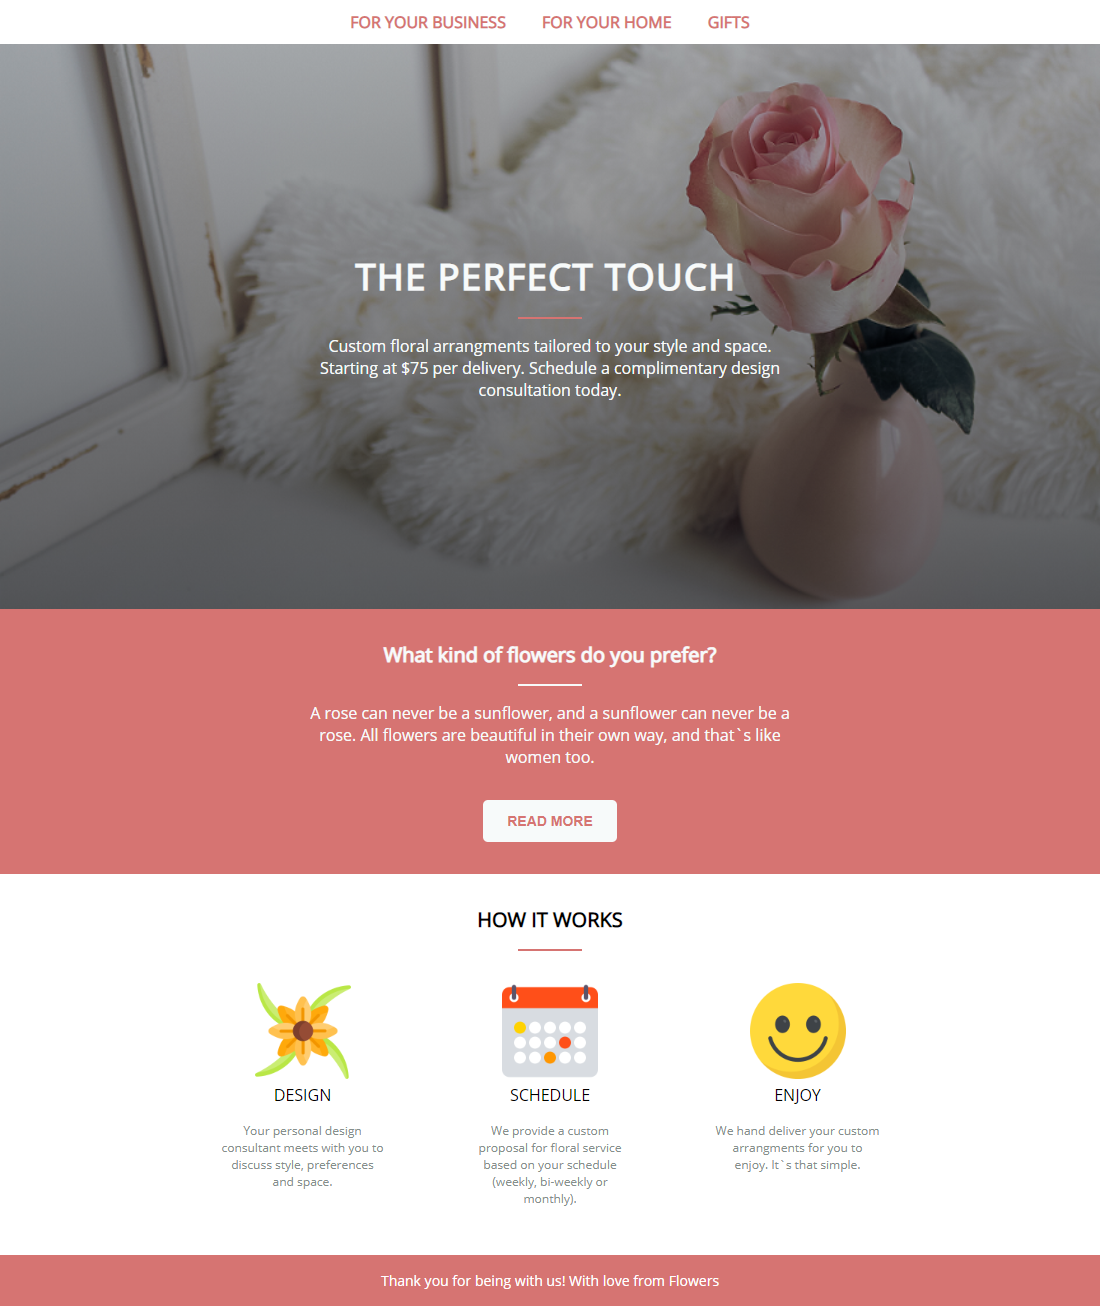 FOR YOUR BUSINESS FOR YOUR HOME GIFTS
THE PERFECT TOUCH
Custom floral arrangments tailored to your style and space.
Starting at $75 per delivery. Schedule a complimentary design
consultation today.
What kind of flowers do you prefer?
A rose can never be a sunflower, and a sunflower can never be a
rose. All flowers are beautiful in their own way, and that`s like
women too.
READ MORE
HOW IT WORKS
DESIGN
Your personal design
consultant meets with you to
discuss style, preferences
and space.
SCHEDULE
We provide a custom
proposal for floral service
based on your schedule
(weekly, bi-weekly or
monthly).
ENJOY
We hand deliver your custom
arrangments for you to
enjoy. It`s that simple.
Thank you for being with us! With love from Flowers